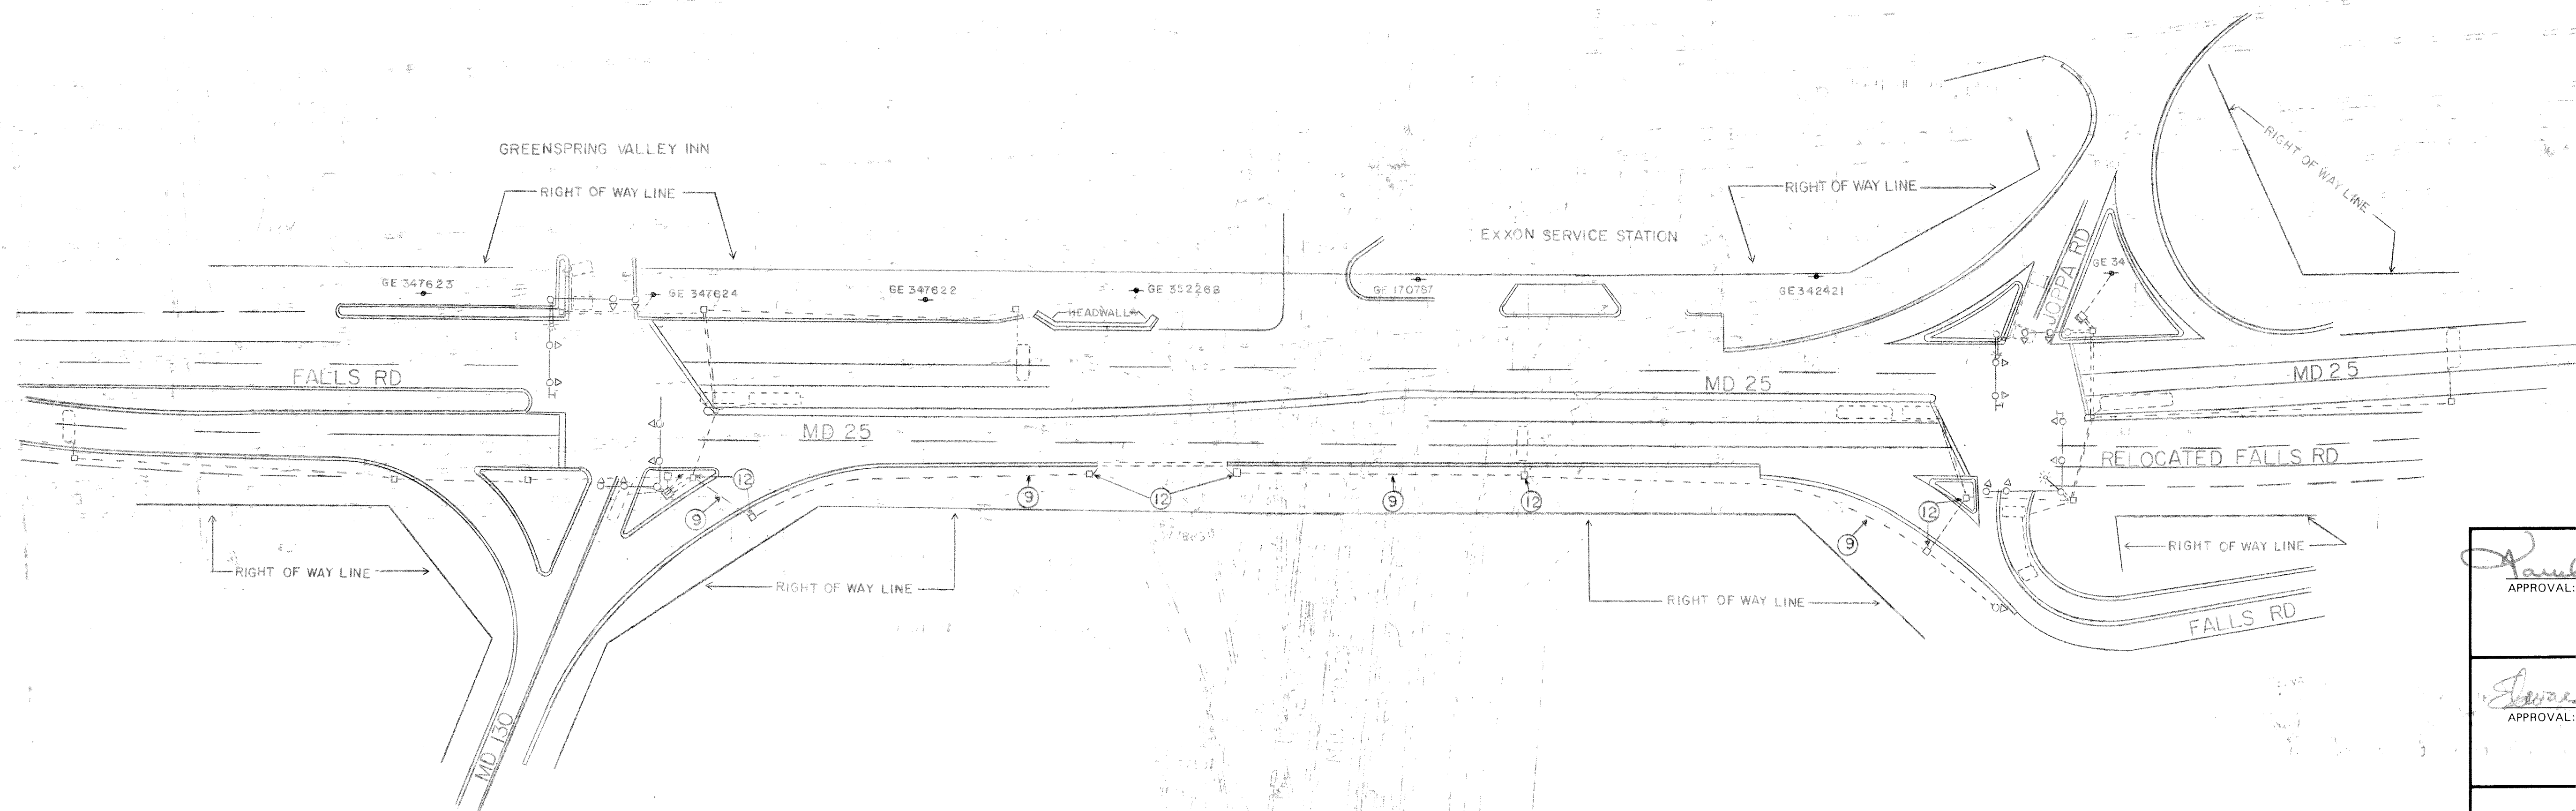 GREENSPRING VALLEY INN
RIGHT OF WAY LINE
RIGHT OF WAY LINE
RIGHT OF WAY LINE
EXXON SERVICE STATION
JOPPA RD
GE 34
GE 347623
GE 347624
GE 347622
GE 352268
GE 170787
GE342421
HEADWALL
FALLS RD
MD 25
MD 25
MD 25
RELOCATED FALLS RD
12
9
9
12
9
12
9
12
RIGHT OF WAY LINE
RIGHT OF WAY LINE
RIGHT OF WAY LINE
RIGHT OF WAY LINE
FALLS RD
MD 130
APPROVAL:
APPROVAL: